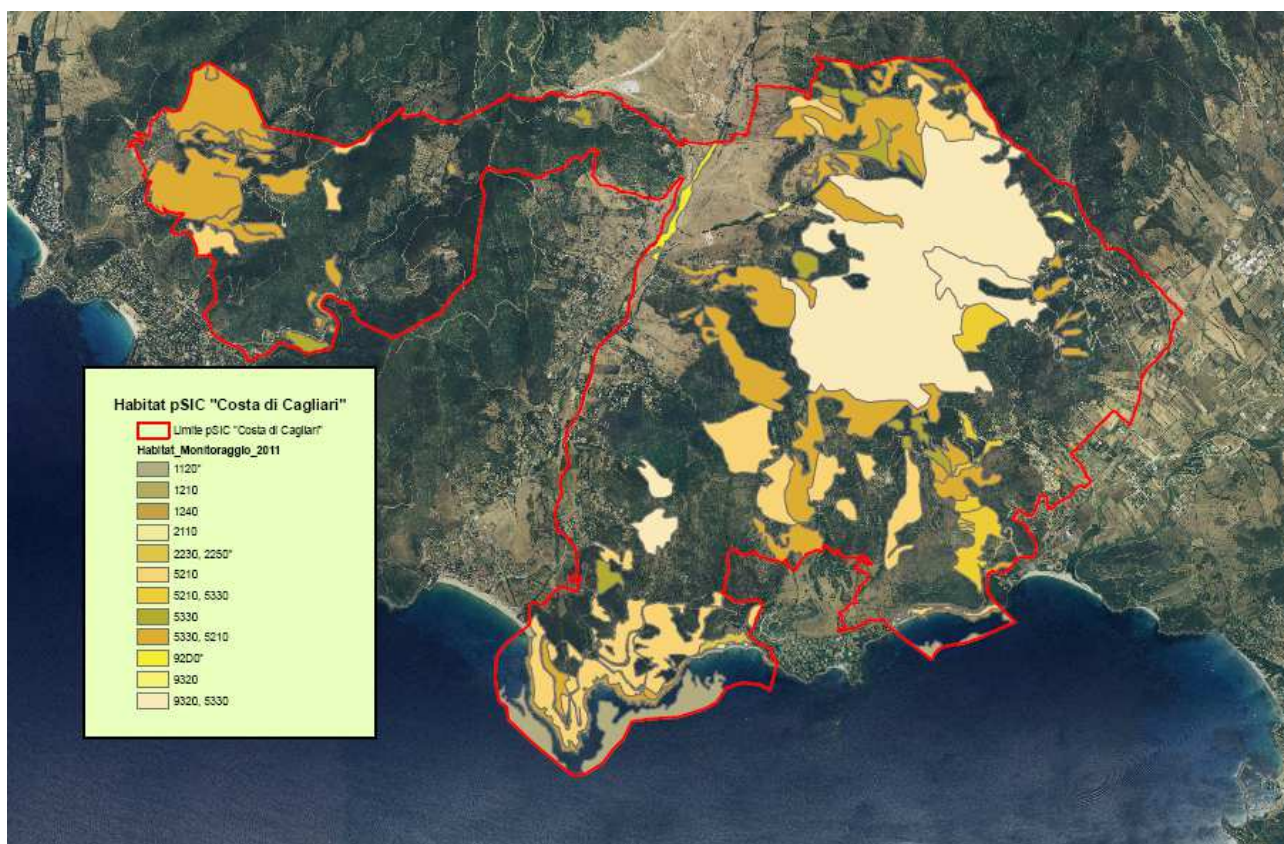 Habitat pSIC "Costa di Cagliari"
Limite pSIC "Costa di Cagliari"
Habitat_Monitoraggio_2011
1120*
1210
1240
2110
2230, 2250*
5210
5210, 5330
5330
5330, 5210
92D0*
9320
9320, 5330